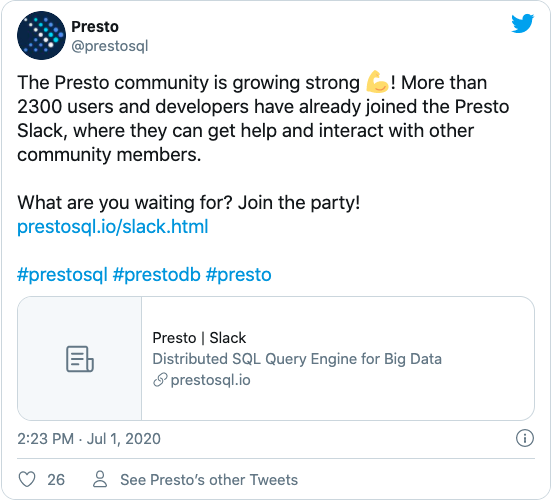 Presto
@prestosql
The Presto community is growing strong 💪! More than
2300 users and developers have already joined the Presto
Slack, where they can get help and interact with other
community members.
What are you waiting for? Join the party!
prestosql.io/slack.html
#prestosql #prestodb #presto
Presto | Slack
Distributed SQL Query Engine for Big Data
prestosql.io
2:23 PM · Jul 1, 2020
26 See Presto's other Tweets